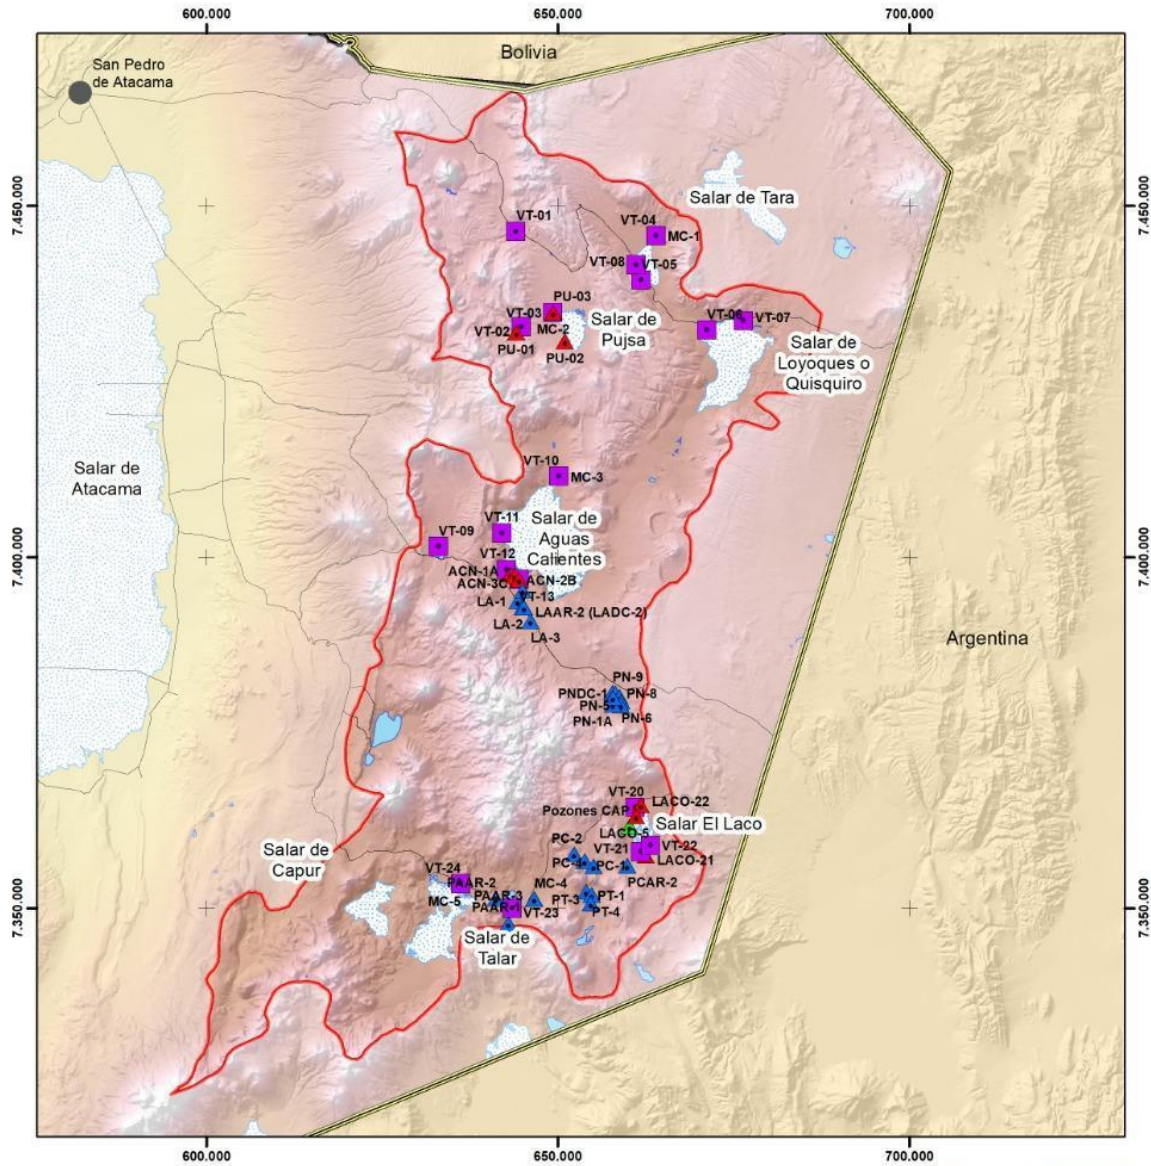 600.000
650.000
700.000
Bolivia
San Pedro
de Atacama
7.450.000
7.450.000
Salar de Tara
VT-01
VT-04
MC-1
VT-08
VT-05
PU-03
VT-03
MC-2
VT-02
PU-01
PU-02
Salar de
Pujsa
VT-06
VT-07
Salar de
Loyoques o
Quisquiro
Salar de
Atacama
VT-10
MC-3
VT-11
Salar de
Aguas
Calientes
VT-09
VT-12
7.400.000
7.400.000
ACN-1A
ACN-2B
ACN-3C
VT-13
LA-1
LAAR-2 (LADC-2)
LA-2
LA-3
Argentina
PN-9
PNDC-1
PN-8
PN-5
PN-1A
PN-6
VT-20
LACO-22
Pozones CAP
Salar El Laco
LACO-5
PC-2
VT-21
VT-22
PC-4
PC-1
LACO-21
PCAR-2
Salar de
Capur
VT-24
PAAR-2
MC-4
MC-5
PAAR-3
PAAR-1
VT-23
PT-3
PT-1
PT-4
7.350.000
7.350.000
Salar de
Talar
600.000
650.000
700.000